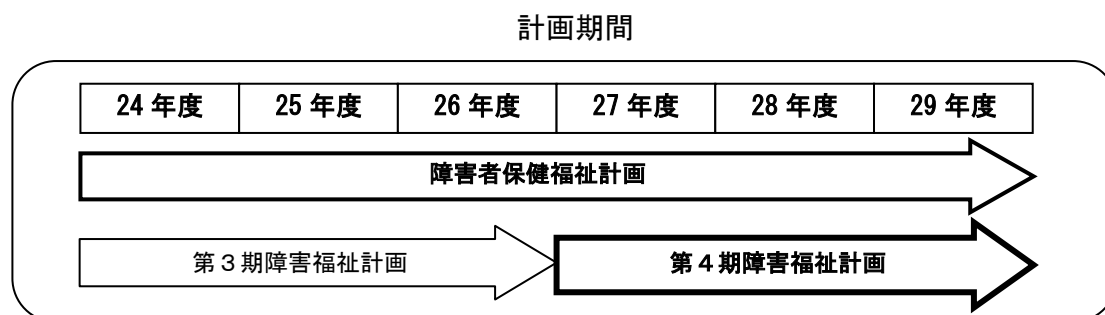 計画期間
24 年度 25 年度 26 年度 27 年度 28 年度 29 年度
障害者保健福祉計画
第３期障害福祉計画 第４期障害福祉計画